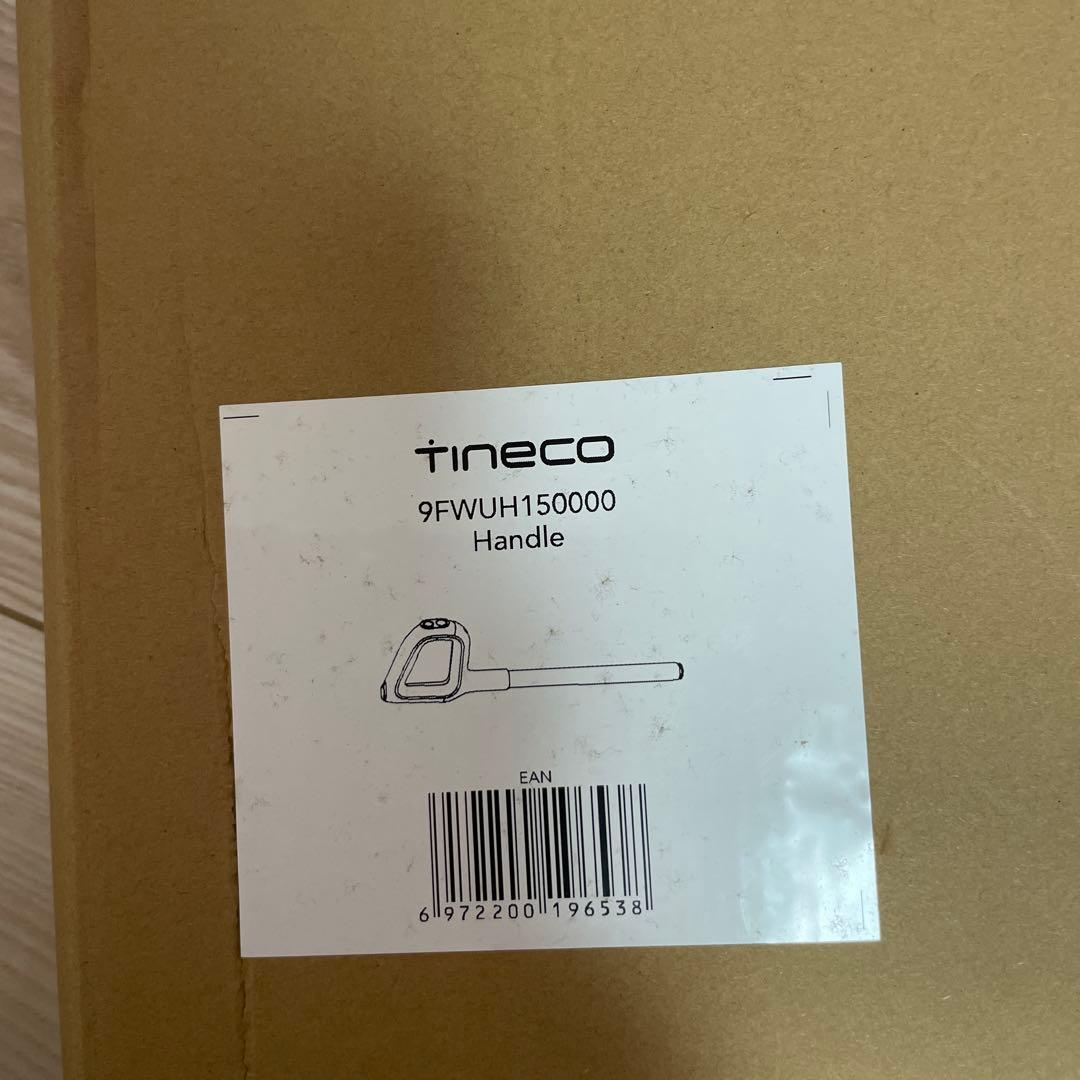 tineco
9FWUH150000
Handle
EAN
6 972200 196538